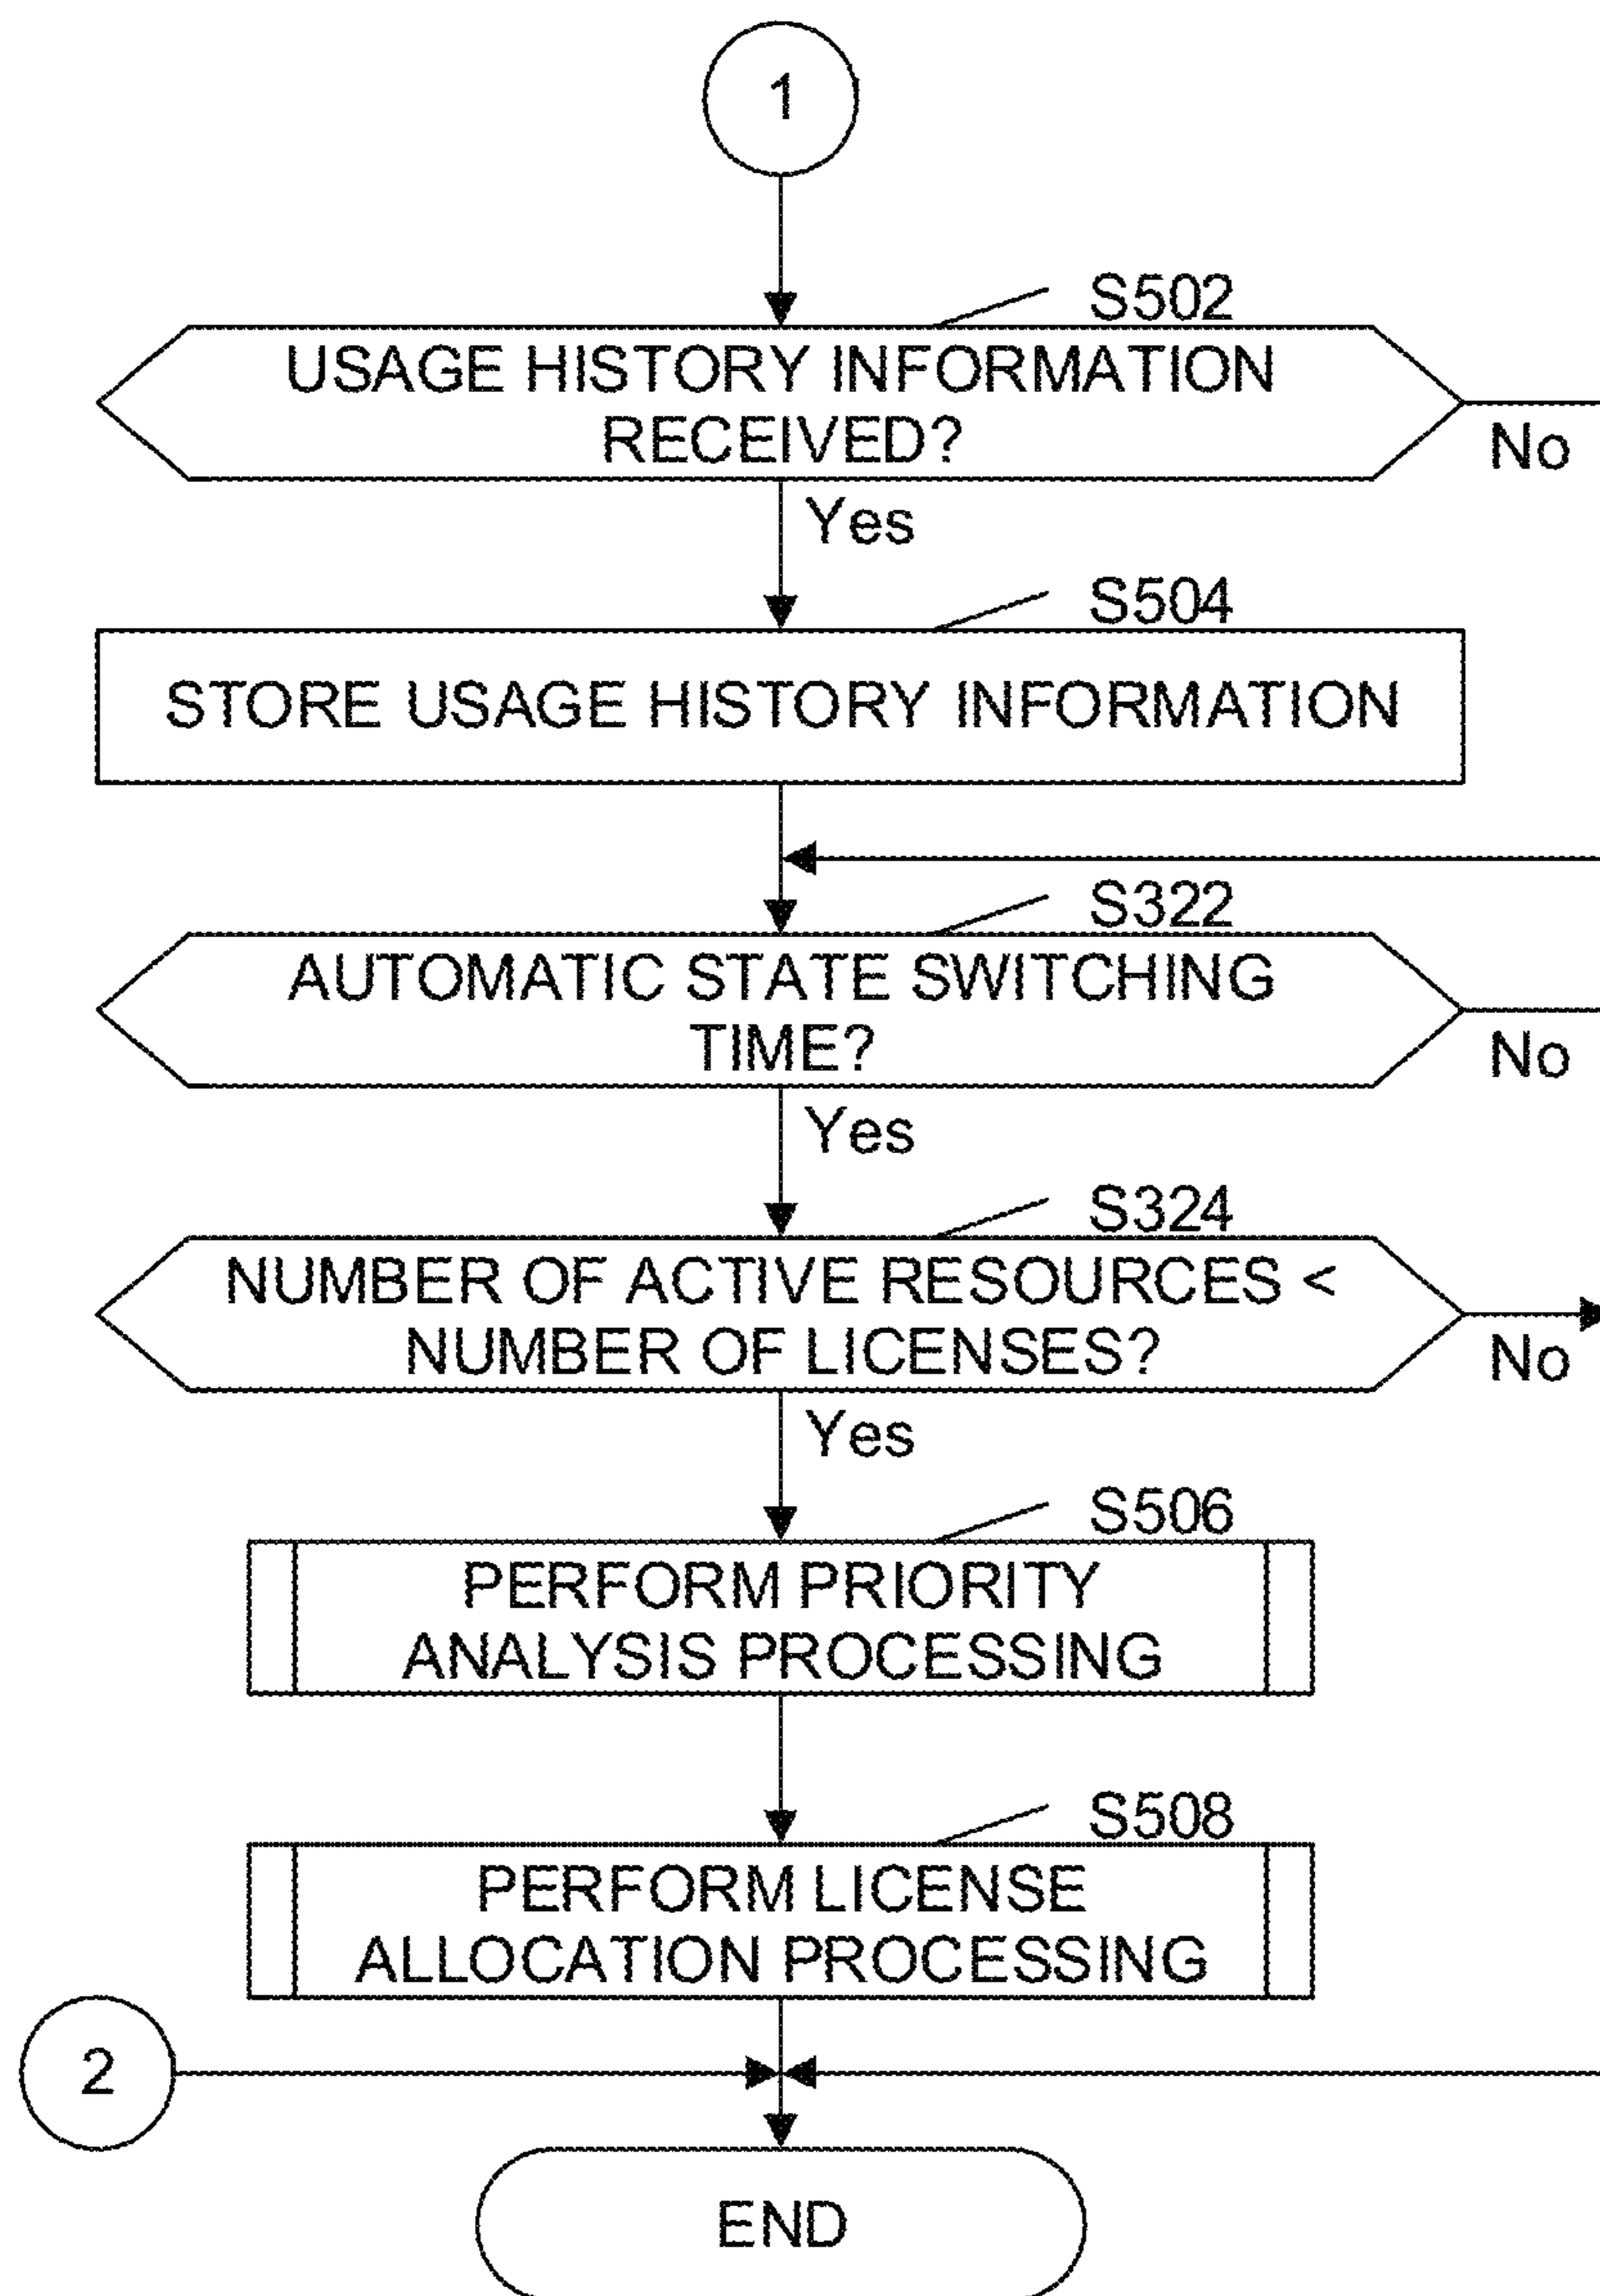 1
S502
USAGE HISTORY INFORMATION
RECEIVED?
No
Yes
S504
STORE USAGE HISTORY INFORMATION
S322
AUTOMATIC STATE SWITCHING
TIME?
No
Yes
S324
NUMBER OF ACTIVE RESOURCES <
NUMBER OF LICENSES?
No
Yes
S506
PERFORM PRIORITY
ANALYSIS PROCESSING
S508
PERFORM LICENSE
ALLOCATION PROCESSING
2
END